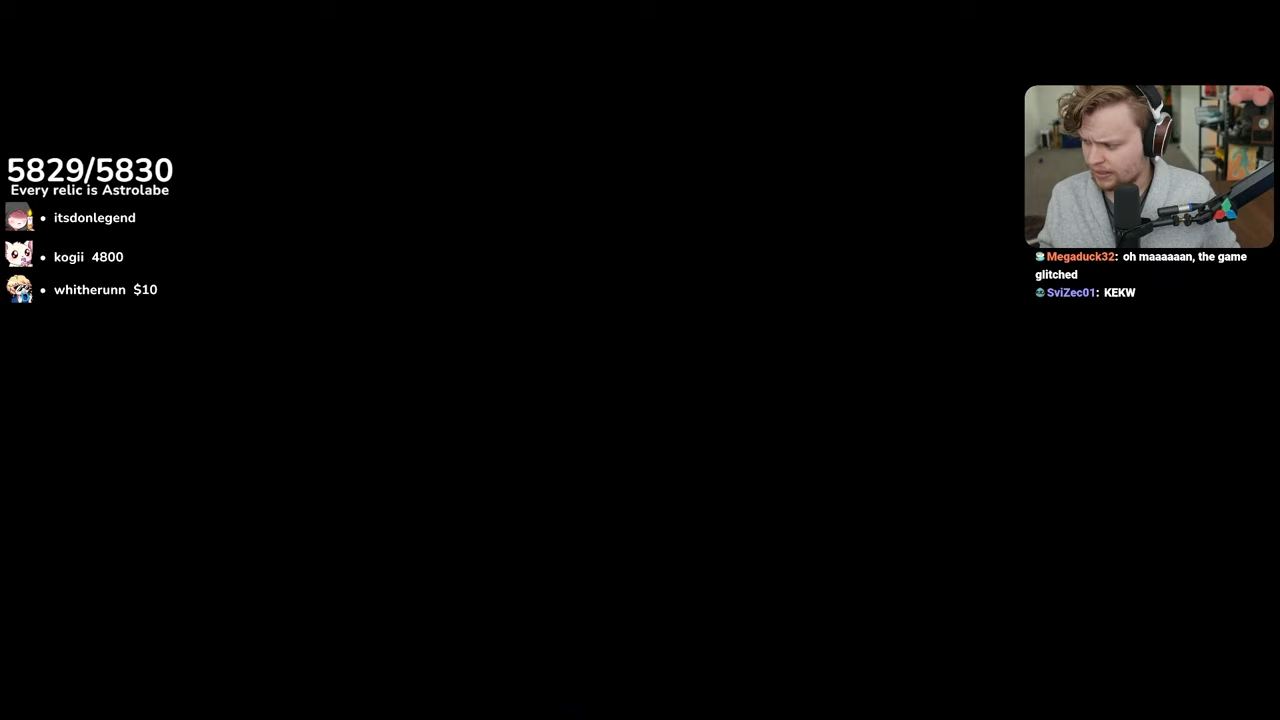 5829/5830
Every relic is Astrolabe
• itsdonlegend
• kogii 4800
• whitherunn $10
Megaduck32: oh maaaaaan, the game
glitched
SviZec01: KEKW